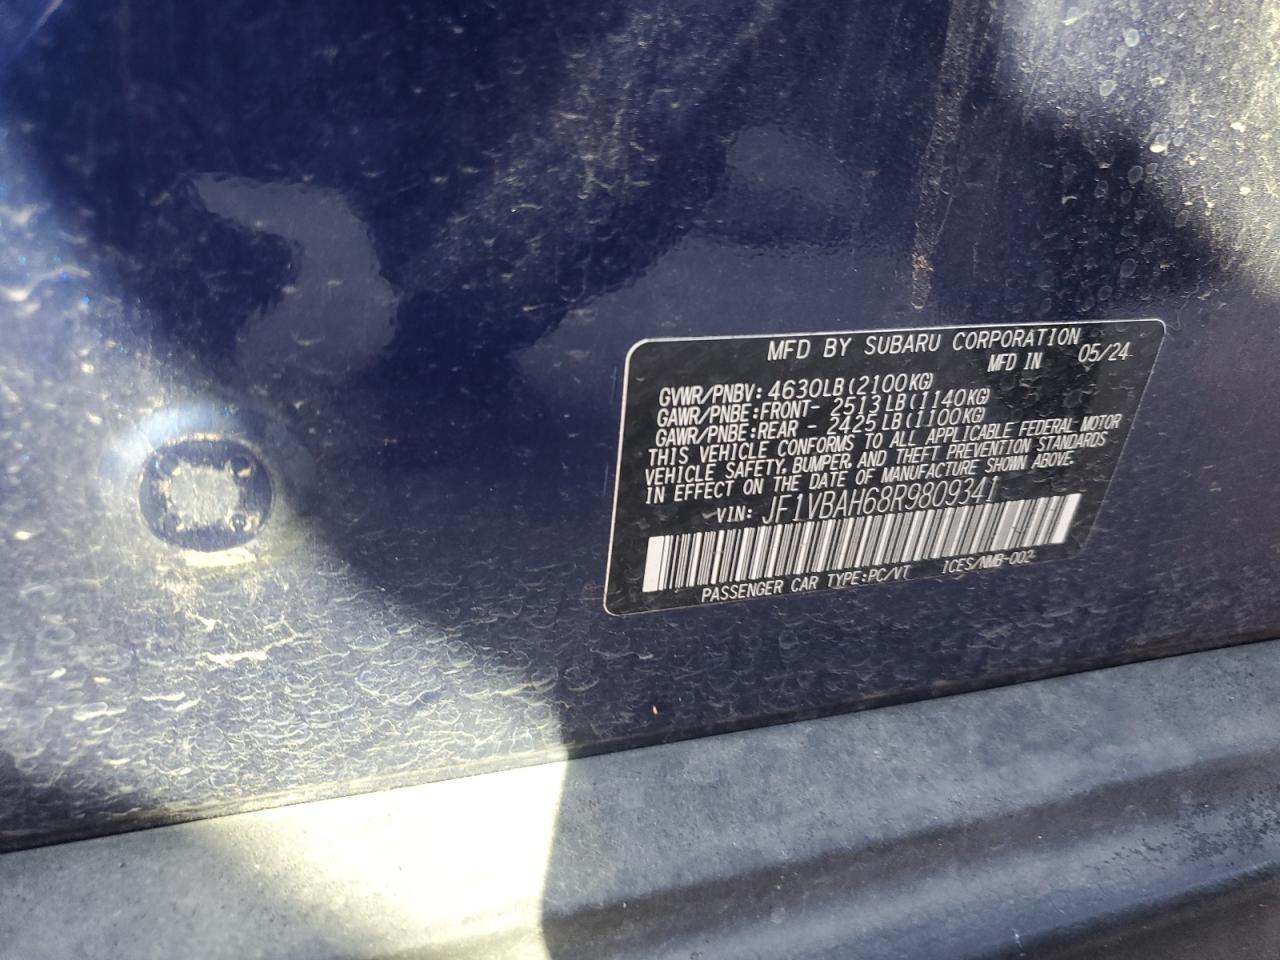 MFD BY SUBARU CORPORATION
MFD IN 05/24
GVWR/PNBV: 4630LB(2100KG)
GAWR/PNBE:FRONT- 2513LB(1140KG)
GAWR/PNBE:REAR - 2425LB(1100KG)
THIS VEHICLE CONFORMS TO ALL APPLICABLE FEDERAL MOTOR
VEHICLE SAFETY, BUMPER, AND THEFT PREVENTION STANDARDS
IN EFFECT ON THE DATE OF MANUFACTURE SHOWN ABOVE.
VIN: JF1VBAH68R9809341
PASSENGER CAR TYPE:PC/VT ICES/NMB-002